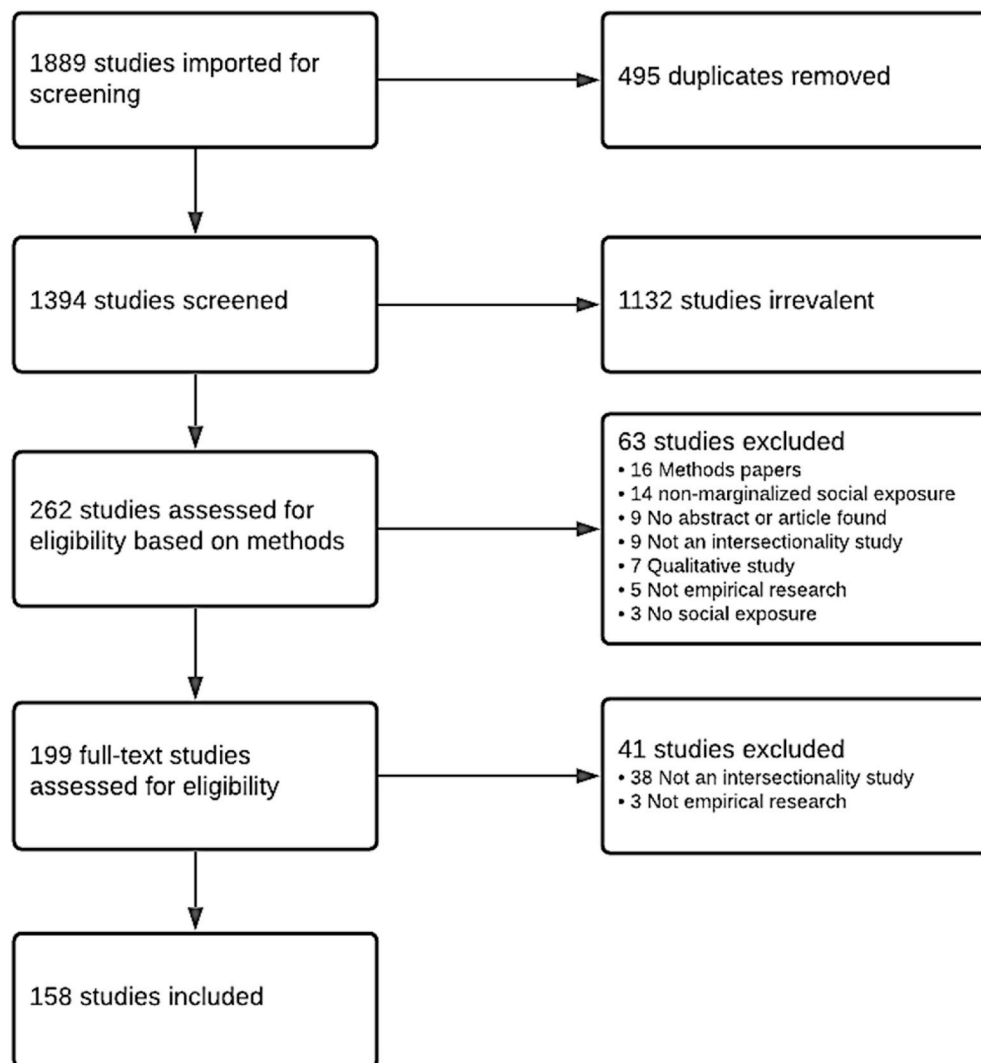 1889 studies imported for
screening
495 duplicates removed
1394 studies screened
1132 studies irrevalent
262 studies assessed for
eligibility based on methods
63 studies excluded
• 16 Methods papers
• 14 non-marginalized social exposure
• 9 No abstract or article found
• 9 Not an intersectionality study
• 7 Qualitative study
• 5 Not empirical research
• 3 No social exposure
199 full-text studies
assessed for eligibility
41 studies excluded
• 38 Not an intersectionality study
• 3 Not empirical research
158 studies included